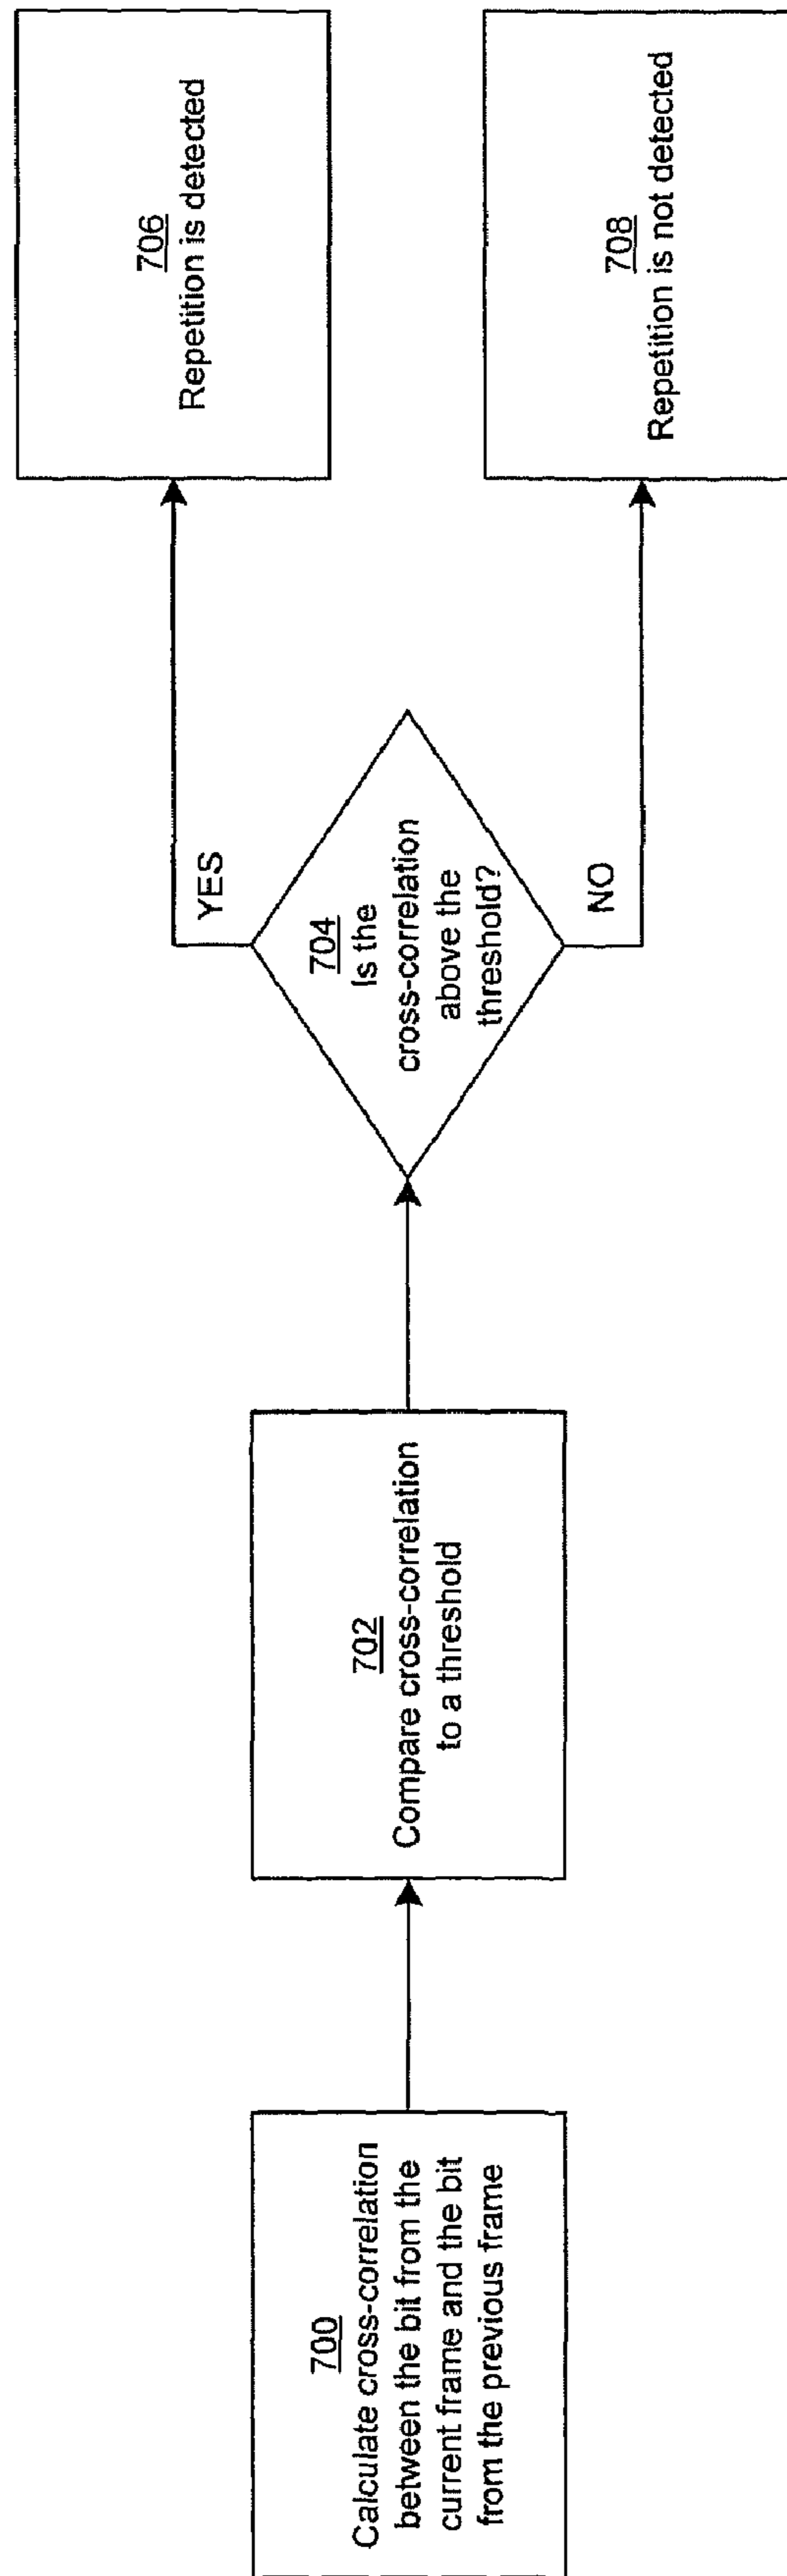 700
Calculate cross-correlation
between the bit from the
current frame and the bit
from the previous frame
702
Compare cross-correlation
to a threshold
704
Is the
cross-correlation
above the
threshold?
YES
706
Repetition is detected
NO
708
Repetition is not detected